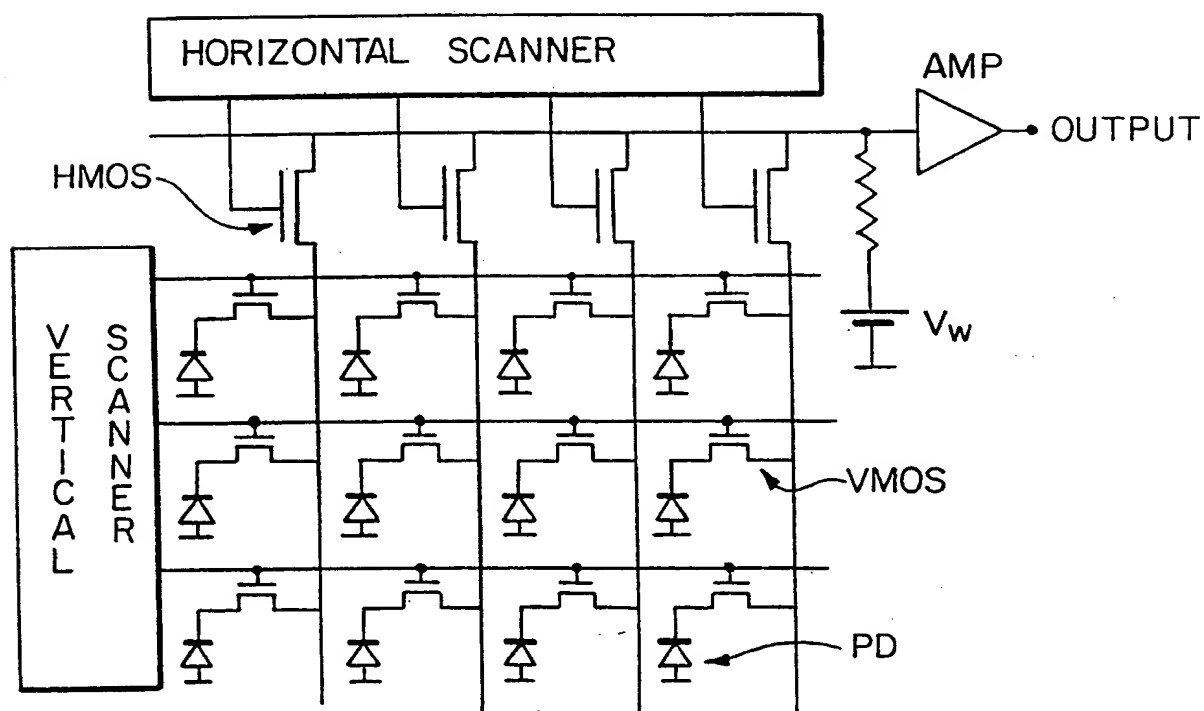 HORIZONTAL SCANNER
AMP
OUTPUT
HMOS
VERTICAL
SCANNER
Vw
VMOS
PD